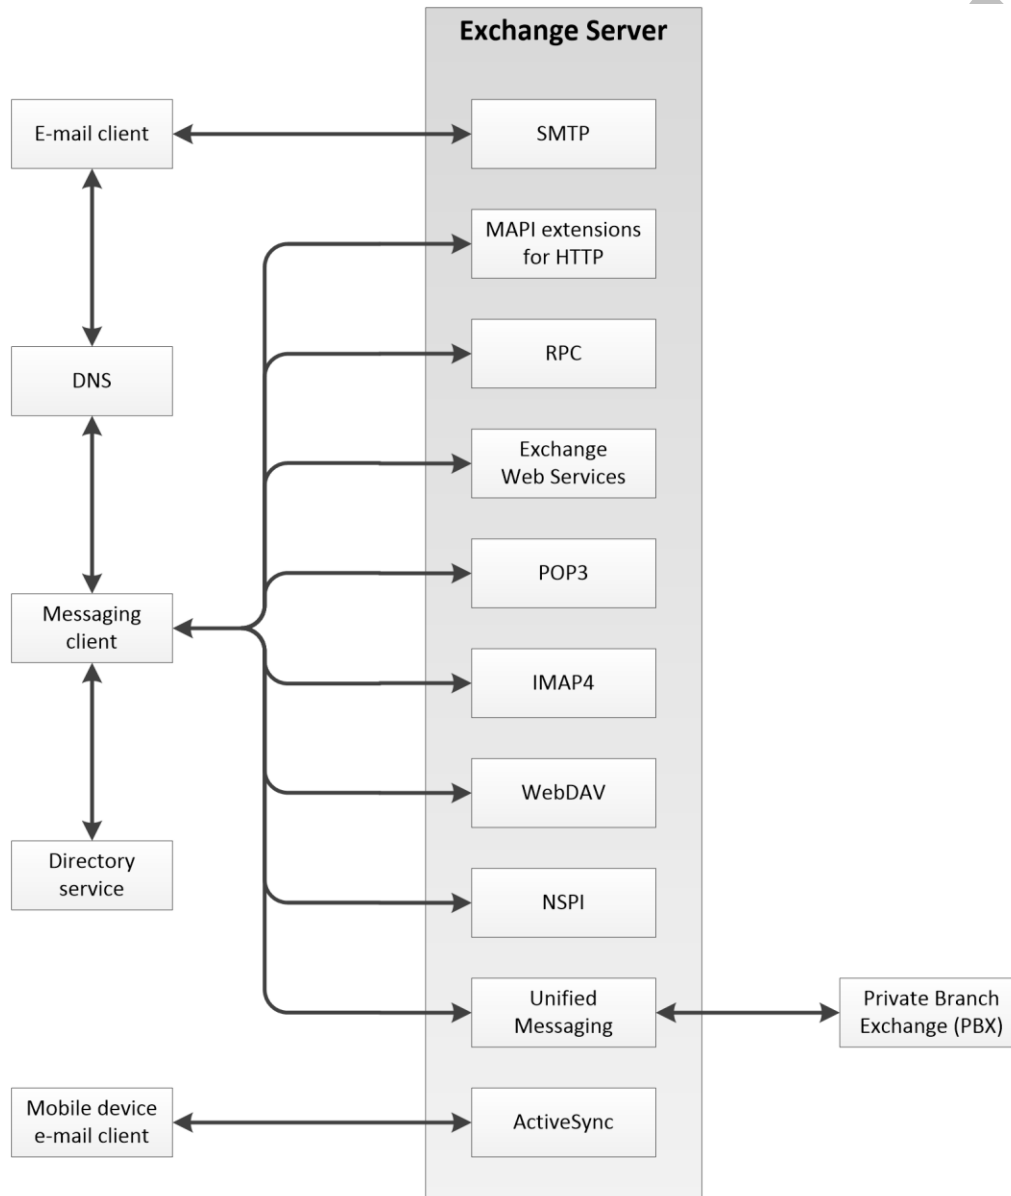 Exchange Server
E-mail client
SMTP
MAPI extensions
for HTTP
RPC
DNS
Exchange
Web Services
POP3
Messaging
client
IMAP4
WebDAV
Directory
service
NSPI
Unified
Messaging
Private Branch
Exchange (PBX)
Mobile device
e-mail client
ActiveSync